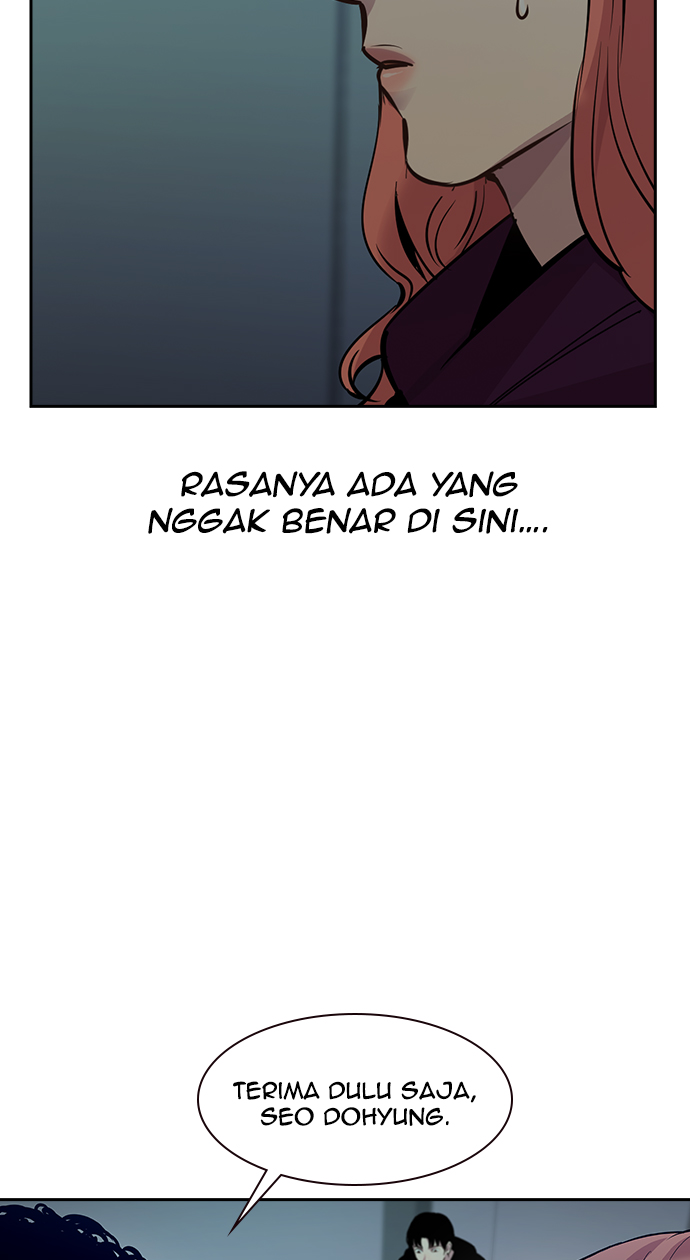 RASANYA ADA YANG
NGGAK BENAR DI SINI....
TERIMA DULU SAJA,
SEO DOHYUNG.